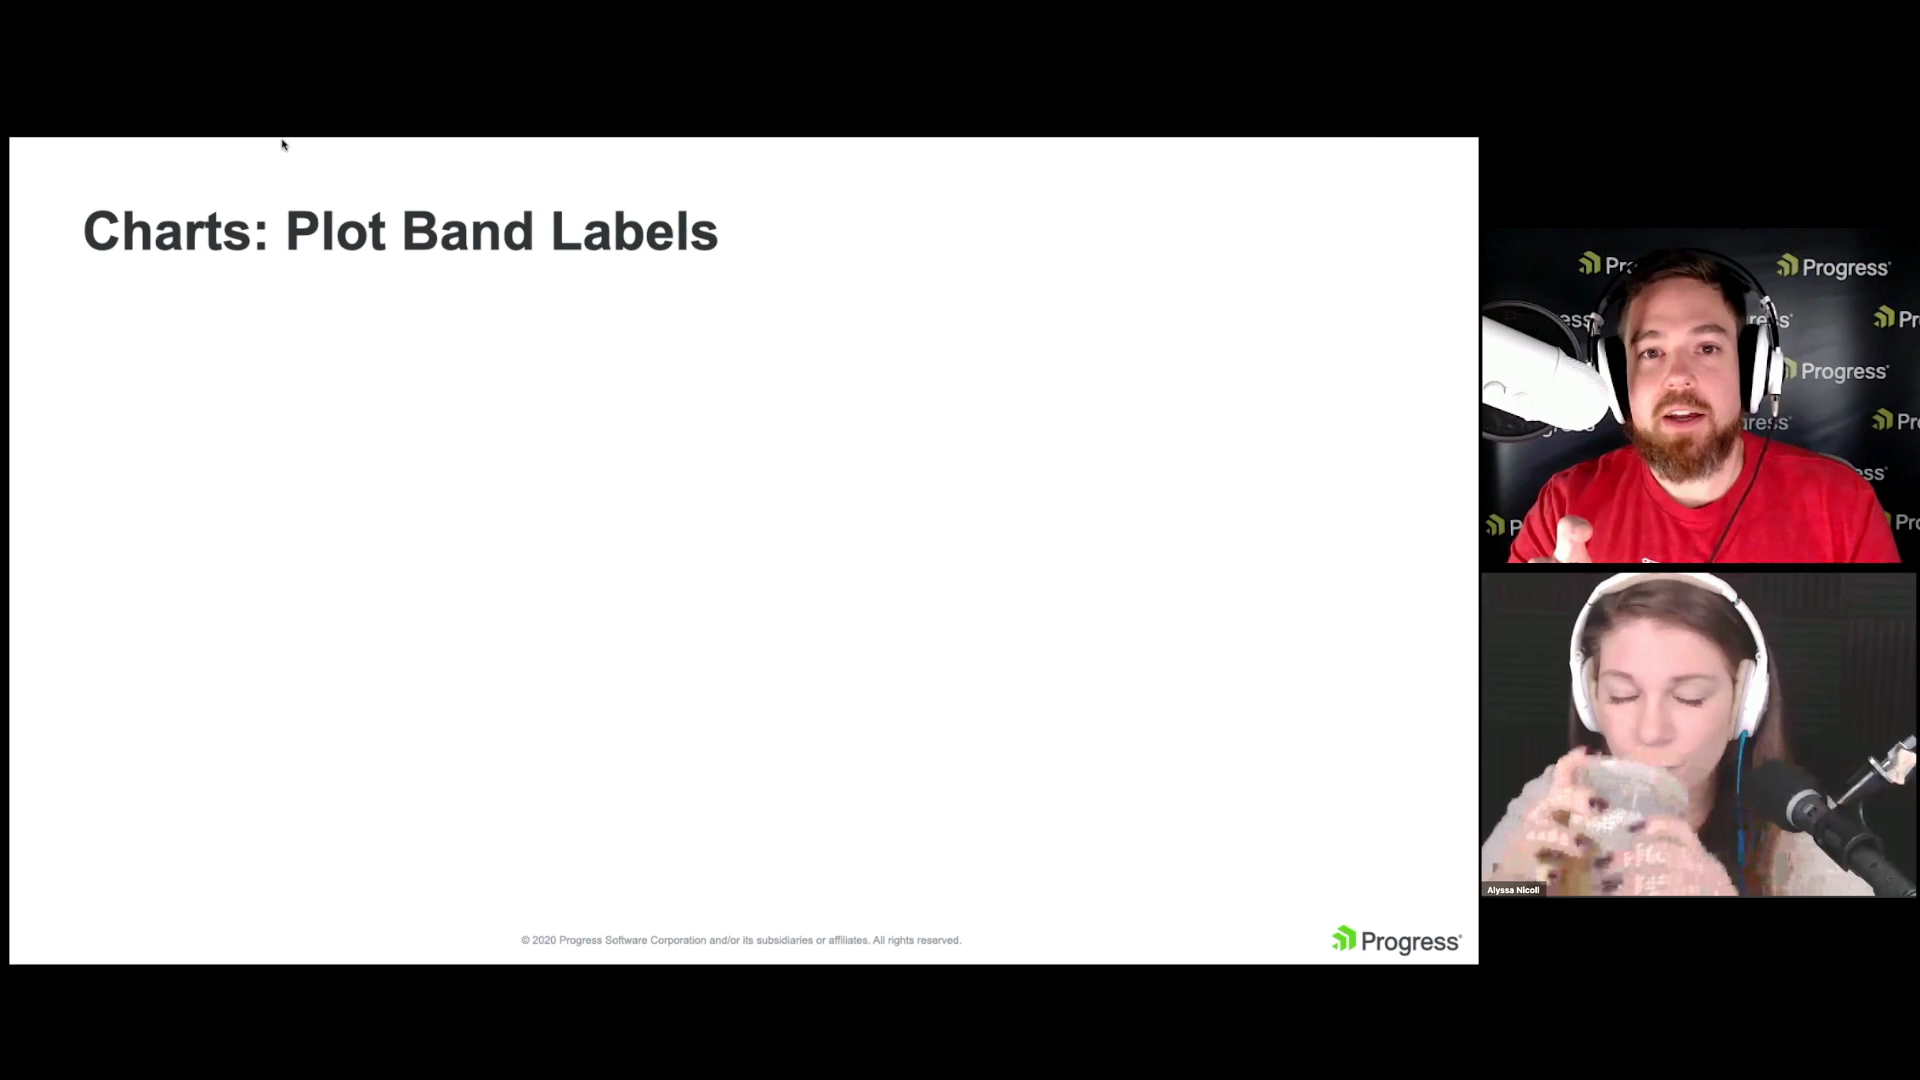 Charts: Plot Band Labels
© 2020 Progress Software Corporation and/or its subsidiaries or affiliates. All rights reserved.
Progress
Progress
Progress
Alyssa Nicoll